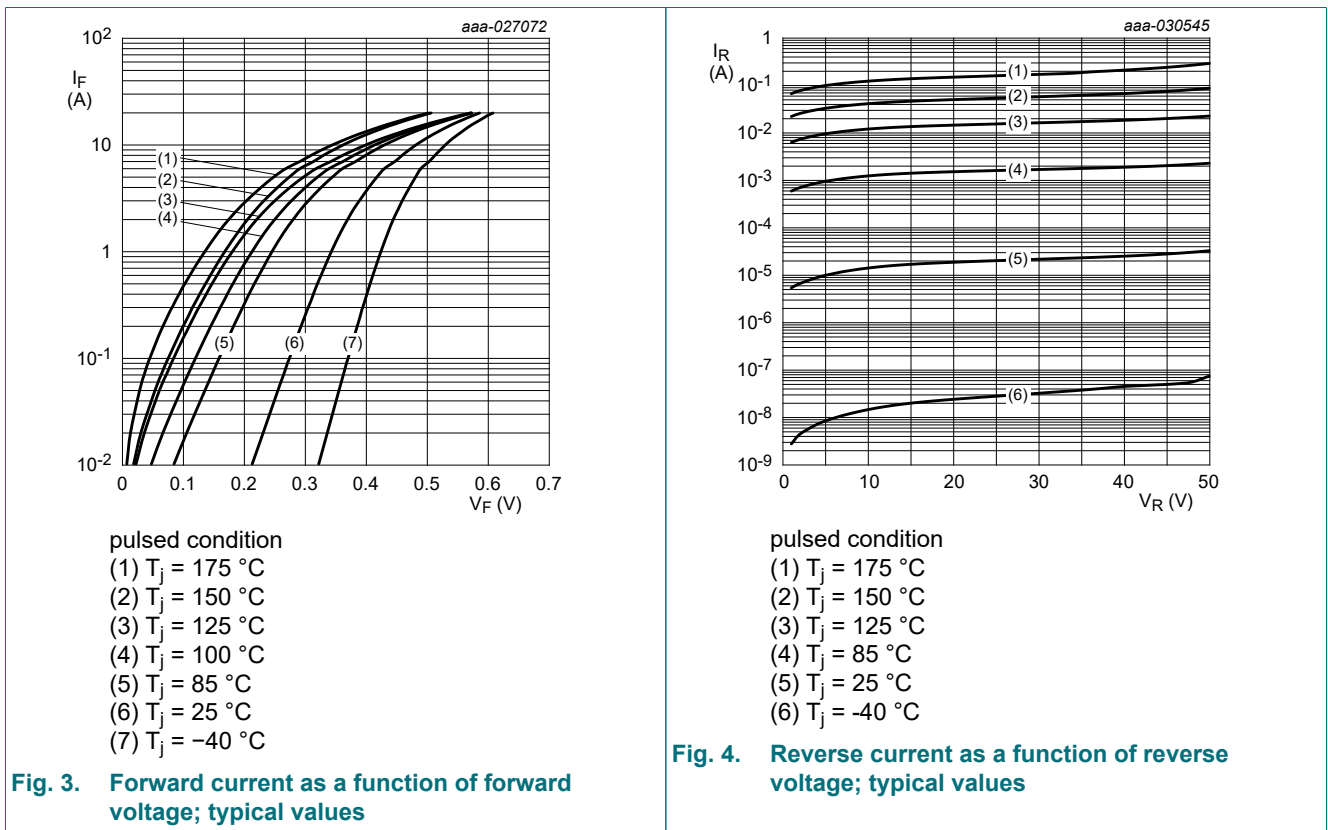 aaa-027072
10²
I_F
(A)
10
1
10⁻¹
10⁻²
(1)
(2)
(3)
(4)
(5)
(6)
(7)
0 0.1 0.2 0.3 0.4 0.5 0.6 0.7
V_F (V)
pulsed condition
(1) T_j = 175 °C
(2) T_j = 150 °C
(3) T_j = 125 °C
(4) T_j = 100 °C
(5) T_j = 85 °C
(6) T_j = 25 °C
(7) T_j = −40 °C
Fig. 3. Forward current as a function of forward
voltage; typical values
aaa-030545
1
I_R
(A)
10⁻¹
10⁻²
10⁻³
10⁻⁴
10⁻⁵
10⁻⁶
10⁻⁷
10⁻⁸
10⁻⁹
(1)
(2)
(3)
(4)
(5)
(6)
0 10 20 30 40 50
V_R (V)
pulsed condition
(1) T_j = 175 °C
(2) T_j = 150 °C
(3) T_j = 125 °C
(4) T_j = 85 °C
(5) T_j = 25 °C
(6) T_j = -40 °C
Fig. 4. Reverse current as a function of reverse
voltage; typical values